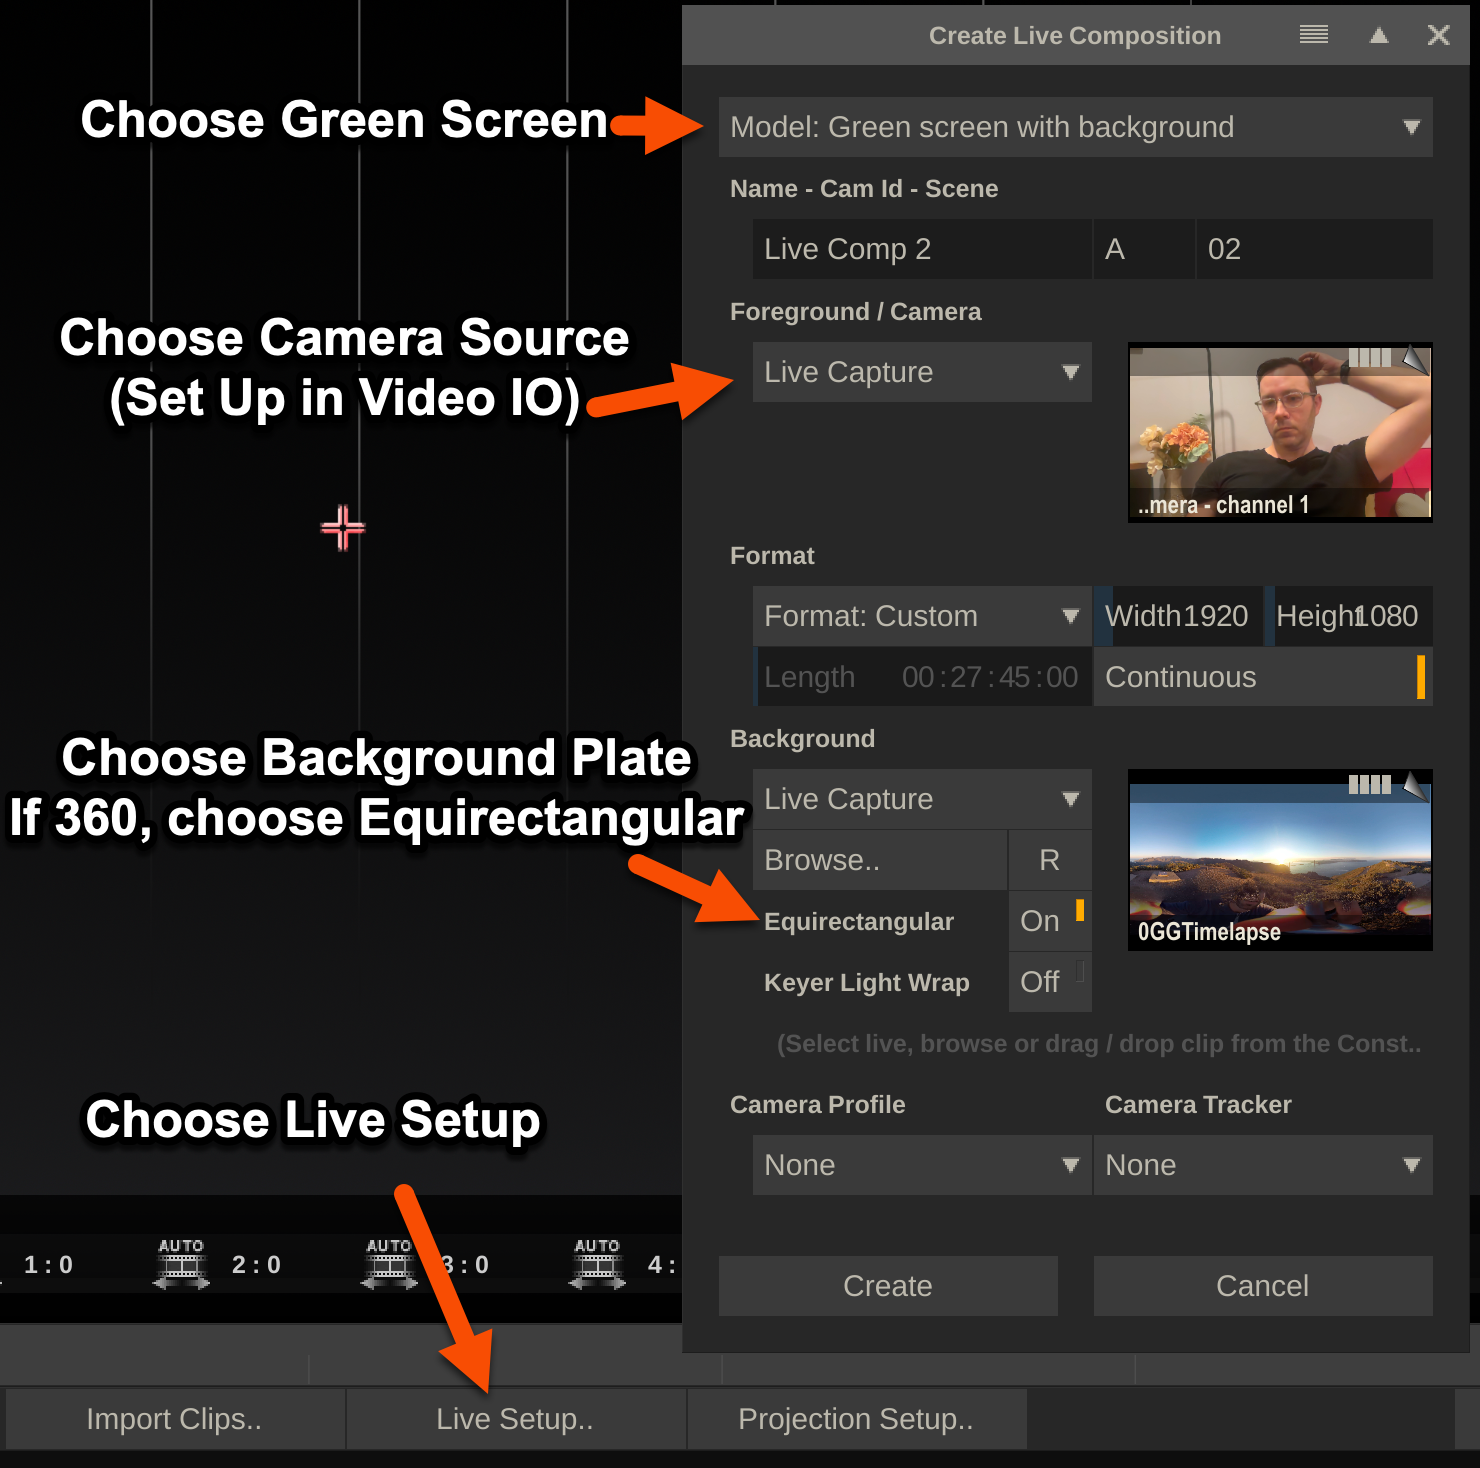 Create Live Composition
Choose Green Screen
Model: Green screen with background
Name - Cam Id - Scene
Live Comp 2
A
02
Foreground / Camera
Choose Camera Source
(Set Up in Video IO)
Live Capture
..mera - channel 1
Format
Format: Custom
Width1920
Height1080
Length 00:27:45:00
Continuous
Background
Choose Background Plate
If 360, choose Equirectangular
Live Capture
Browse..
R
Equirectangular
On
0GGTimelapse
Keyer Light Wrap
Off
(Select live, browse or drag / drop clip from the Const..
Camera Profile
Camera Tracker
Choose Live Setup
None
None
AUTO
AUTO
AUTO
1:0
2:0
3:0
4:
Create
Cancel
Import Clips..
Live Setup..
Projection Setup..